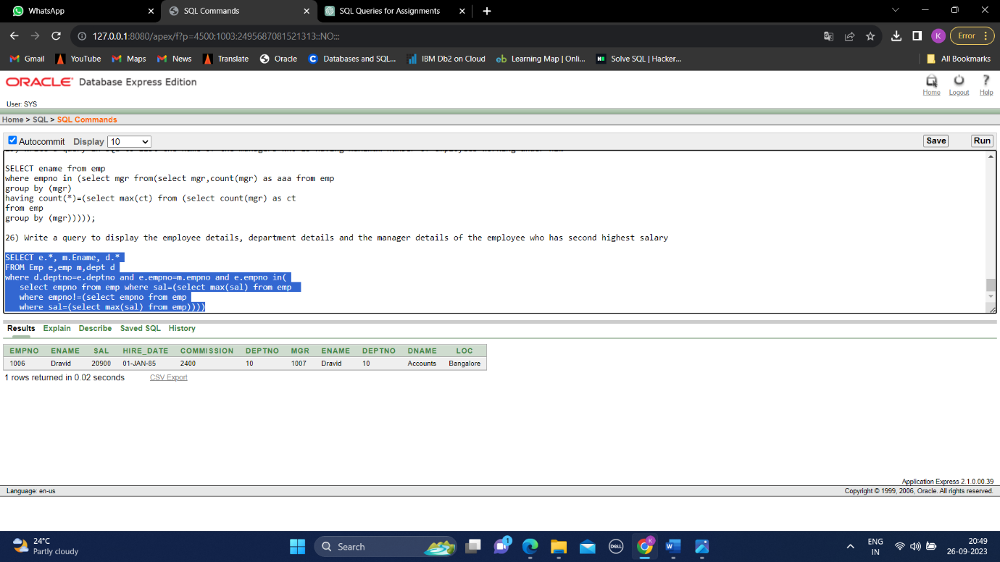 WhatsApp
SQL Commands
SQL Queries for Assignments
127.0.0.1:8080/apex/f?p=4500:1003:2495687081521313::NO:::
K
Error
Gmail
YouTube
Maps
News
Translate
Oracle
Databases and SQL...
IBM Db2 on Cloud
Learning Map | Onli...
Solve SQL | Hacker...
All Bookmarks
ORACLE Database Express Edition
Home
Logout
Help
User: SYS
Home > SQL > SQL Commands
Autocommit Display 10
Save
Run
SELECT ename from emp
where empno in (select mgr from(select mgr,count(mgr) as aaa from emp
group by (mgr)
having count(*)=(select max(ct) from (select count(mgr) as ct
from emp
group by (mgr)))));
26) Write a query to display the employee details, department details and the manager details of the employee who has second highest salary
SELECT e.*, m.Ename, d.*
FROM Emp e,emp m,dept d
where d.deptno=e.deptno and e.empno=m.empno and e.empno in(
select empno from emp where sal=(select max(sal) from emp
where empno!=(select empno from emp
where sal=(select max(sal) from emp))))
Results Explain Describe Saved SQL History
EMPNO ENAME SAL HIRE_DATE COMMISSION DEPTNO MGR ENAME DEPTNO DNAME LOC
1006 Dravid 20900 01-JAN-85 2400 10 1007 Dravid 10 Accounts Bangalore
1 rows returned in 0.02 seconds CSV Export
Application Express 2.1.0.00.39
Language: en-us
Copyright © 1999, 2006, Oracle. All rights reserved.
24°C
Partly cloudy
Search
1
DELL
K
W
ENG
IN
20:49
26-09-2023